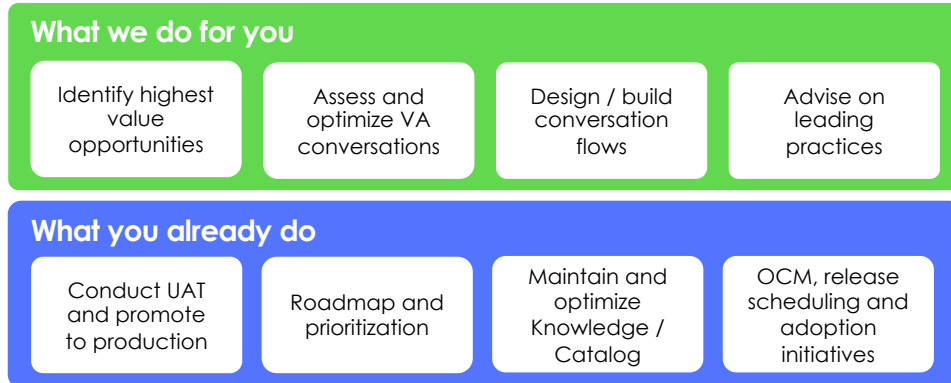 What we do for you
Identify highest
value
opportunities
Assess and
optimize VA
conversations
Design / build
conversation
flows
Advise on
leading
practices
What you already do
Conduct UAT
and promote
to production
Roadmap and
prioritization
Maintain and
optimize
Knowledge /
Catalog
OCM, release
scheduling and
adoption
initiatives